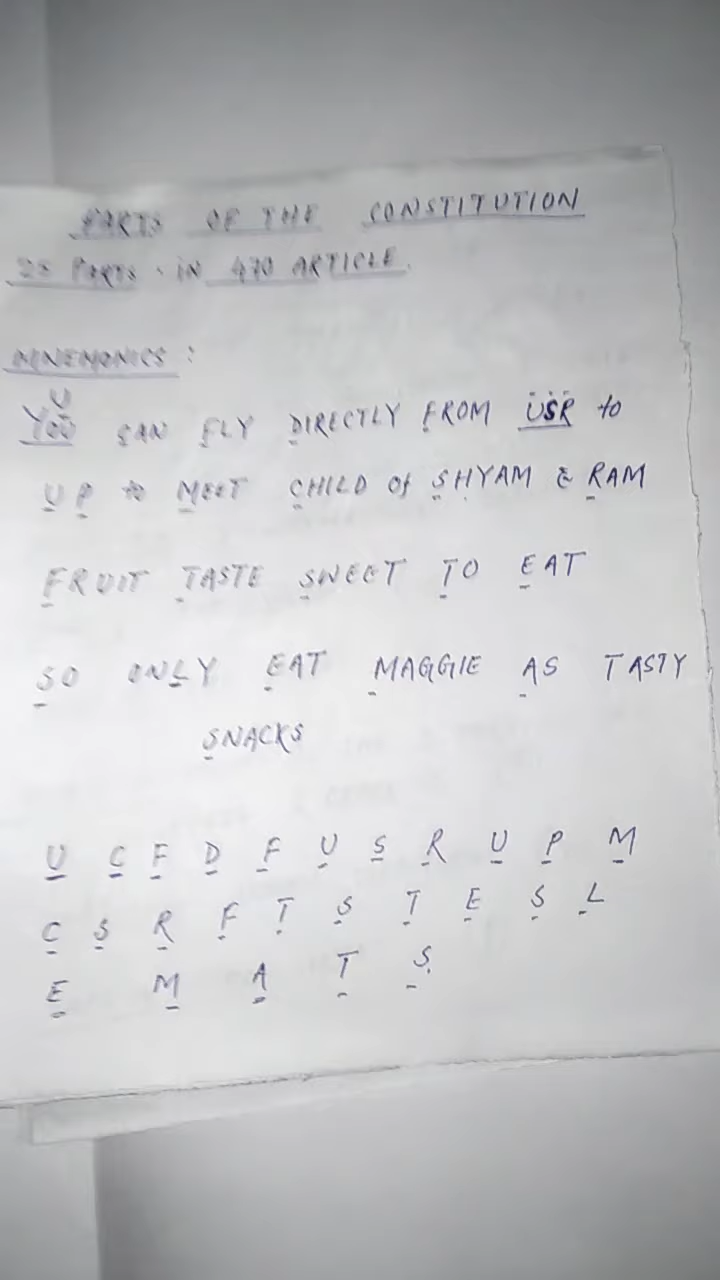 PARTS OF THE CONSTITUTION
25 PARTS. IN 470 ARTICLE.
MNEMONICS :
U
YOU CAN FLY DIRECTLY FROM USR to
UP to MEET CHILD of SHYAM & RAM
FRUIT TASTE SWEET TO EAT
SO ONLY EAT MAGGIE AS TASTY
SNACKS
U C F D F U S R U P M
C S R F T S T E S L
E M A T S.